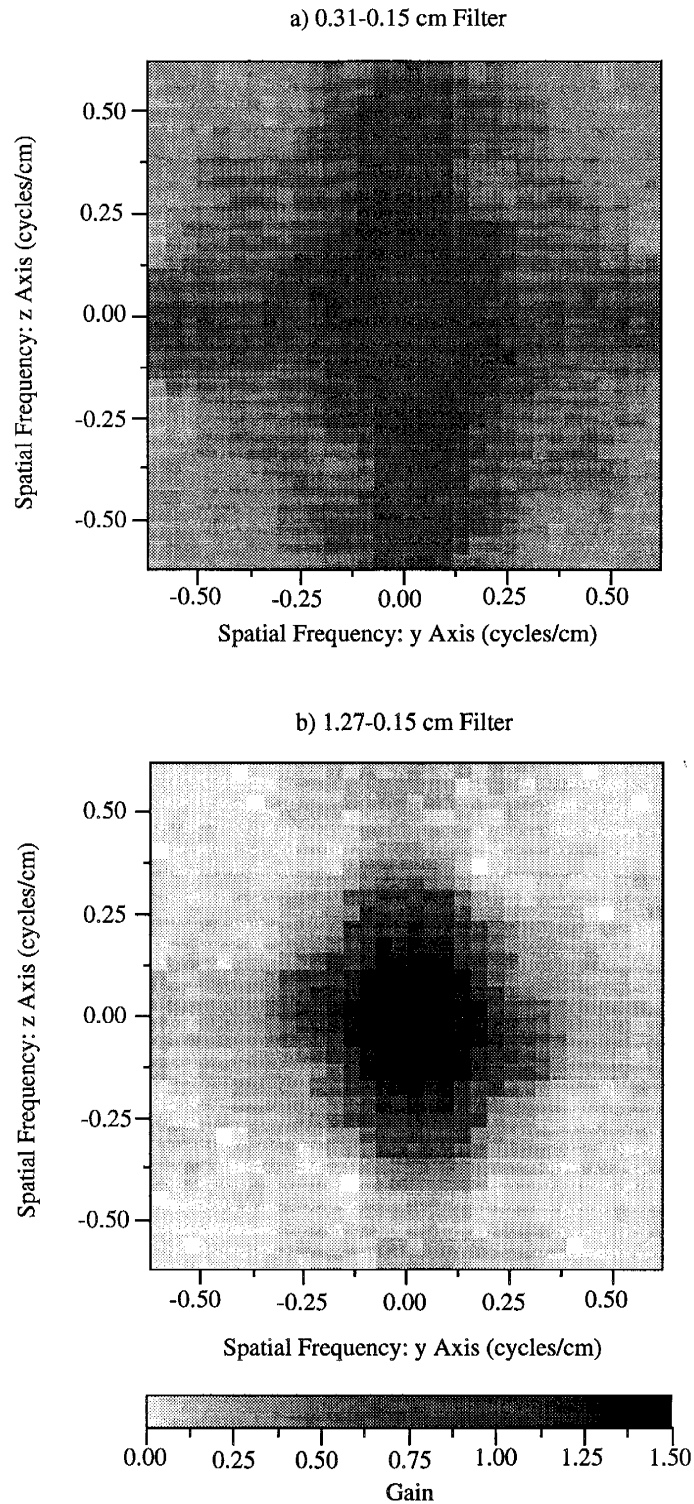 a) 0.31-0.15 cm Filter
0.50
0.25
0.00
-0.25
-0.50
Spatial Frequency: z Axis (cycles/cm)
-0.50 -0.25 0.00 0.25 0.50
Spatial Frequency: y Axis (cycles/cm)
b) 1.27-0.15 cm Filter
0.50
0.25
0.00
-0.25
-0.50
Spatial Frequency: z Axis (cycles/cm)
-0.50 -0.25 0.00 0.25 0.50
Spatial Frequency: y Axis (cycles/cm)
0.00 0.25 0.50 0.75 1.00 1.25 1.50
Gain